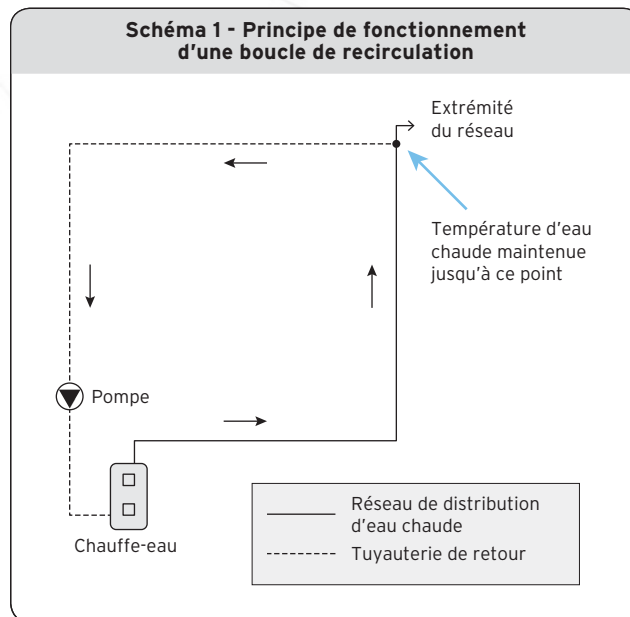 Schéma 1 - Principe de fonctionnement
d'une boucle de recirculation
Extrémité
du réseau
Température d'eau
chaude maintenue
jusqu'à ce point
Pompe
Chauffe-eau
Réseau de distribution
d'eau chaude
Tuyauterie de retour